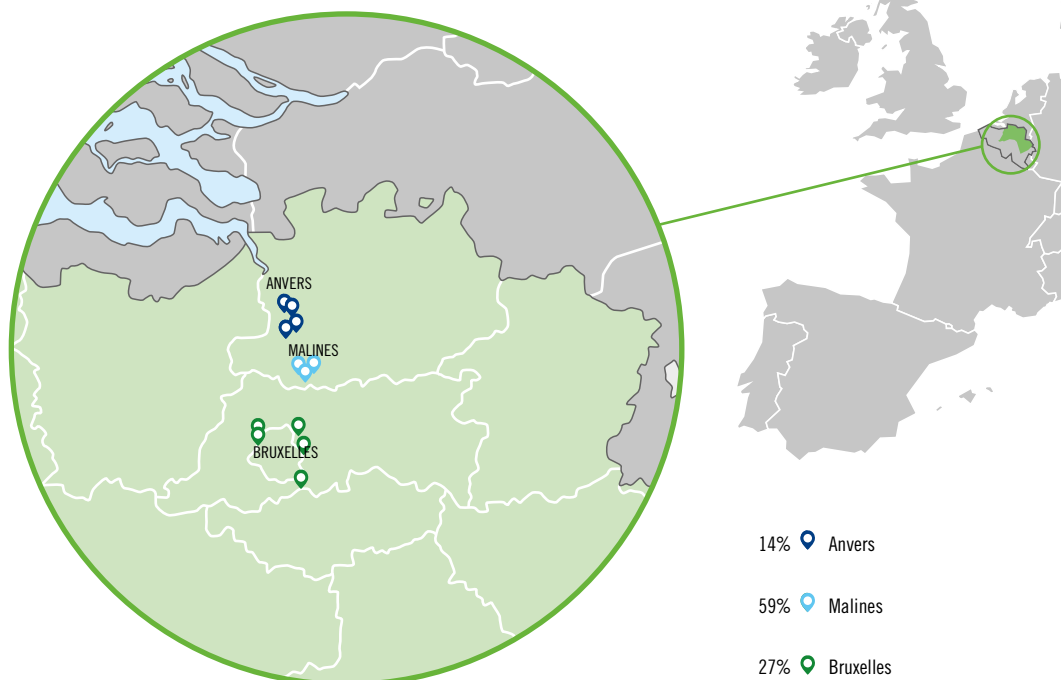 ANVERS
MALINES
BRUXELLES
14% Anvers
59% Malines
27% Bruxelles